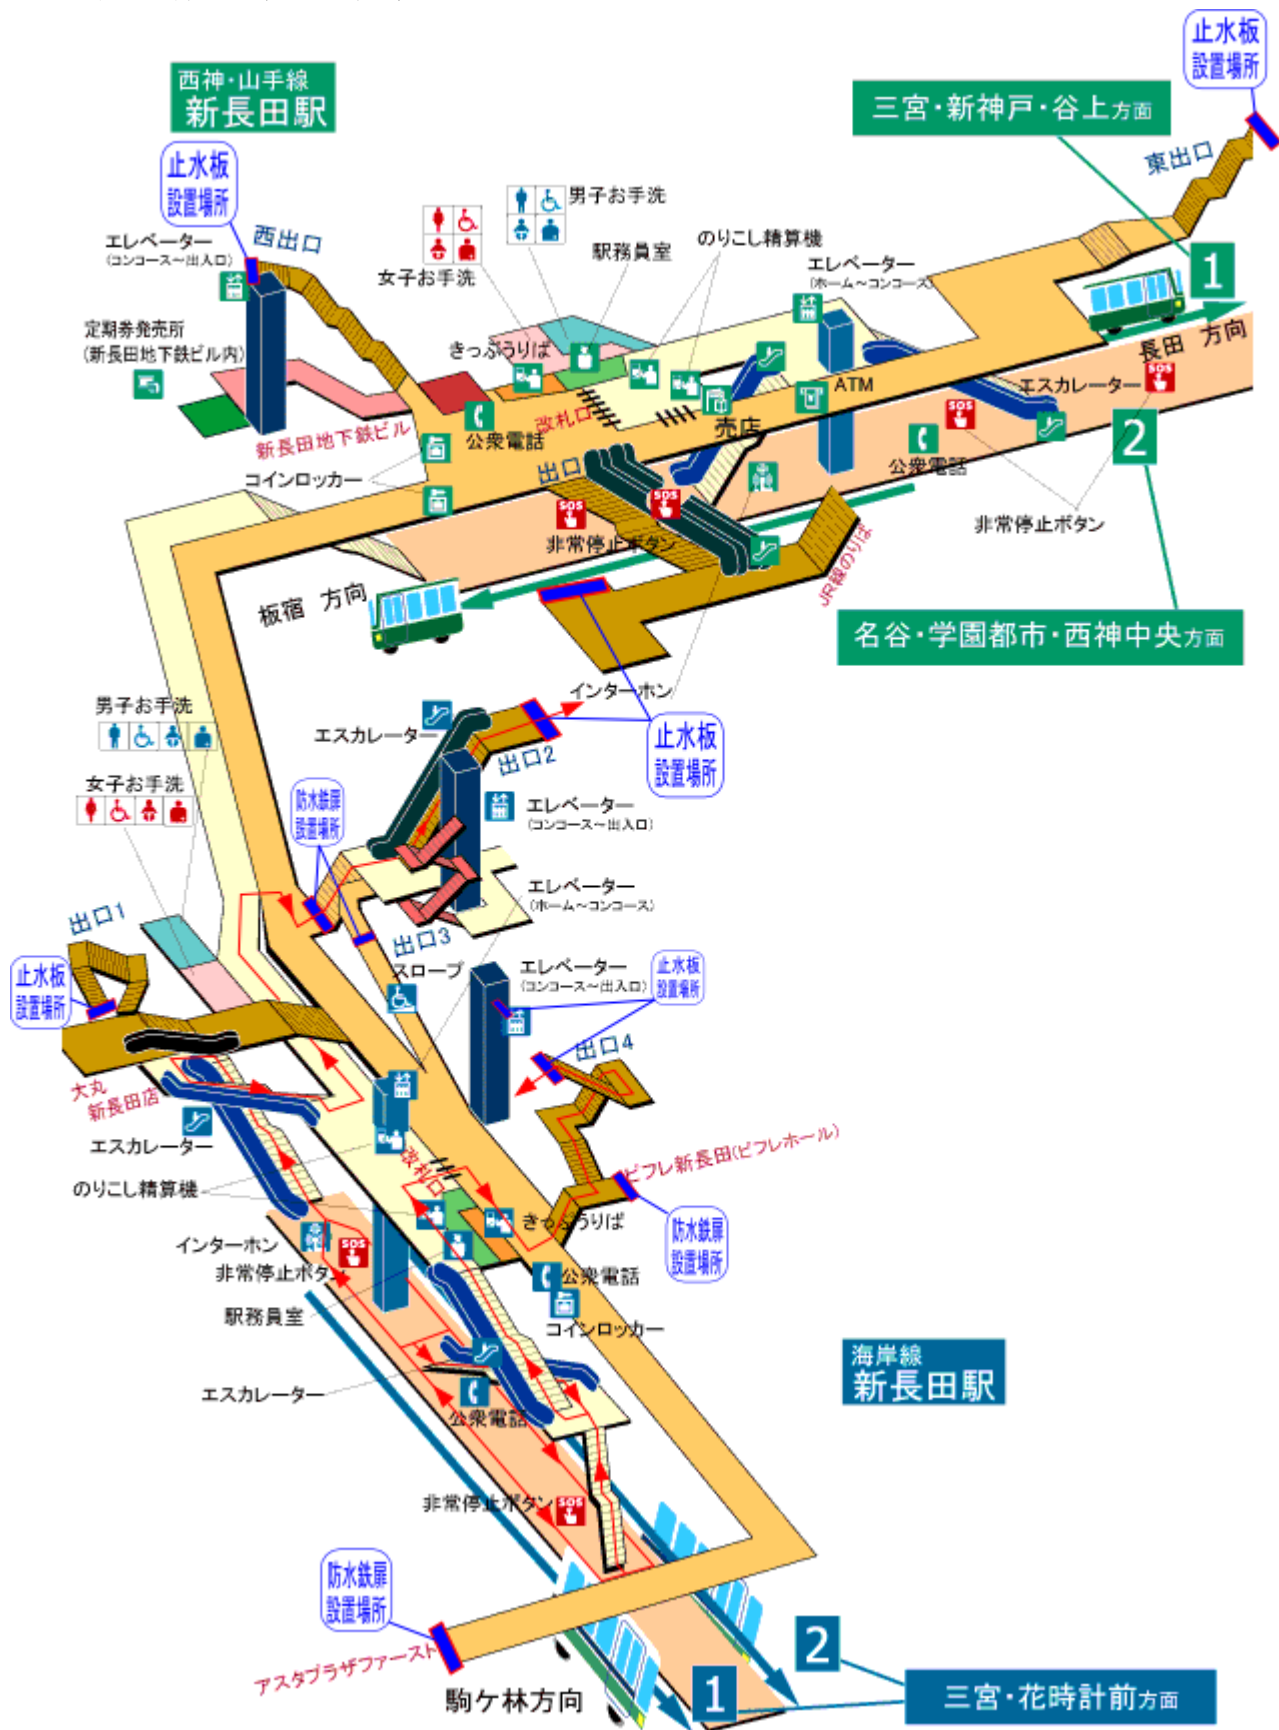 止水板
設置場所
西神・山手線
新長田駅
三宮・新神戸・谷上方面
1
東出口
止水板
設置場所
西出口
エレベーター
(コンコース～出入口)
男子お手洗
女子お手洗
駅務員室
のりこし精算機
エレベーター
(ホーム～コンコース)
定期券発売所
(新長田地下鉄ビル内)
きっぷうりば
長田 方向
ATM
エスカレーター
SOS
新長田地下鉄ビル
公衆電話
改札口
売店
SOS
2
コインロッカー
出口
公衆電話
SOS
SOS
非常停止ボタン
非常停止ボタン
JR線のりば
板宿 方向
名谷・学園都市・西神中央方面
インターホン
男子お手洗
エスカレーター
出口2
止水板
設置場所
女子お手洗
防水鉄扉
設置場所
エレベーター
(コンコース～出入口)
エレベーター
(ホーム～コンコース)
出口1
出口3
スロープ
エレベーター
(コンコース～出入口)
止水板
設置場所
止水板
設置場所
出口4
大丸
新長田店
エスカレーター
改札口
ピフレ新長田(ピフレホール)
のりこし精算機
きっぷうりば
防水鉄扉
設置場所
インターホン
SOS
非常停止ボタン
公衆電話
駅務員室
コインロッカー
海岸線
新長田駅
エスカレーター
公衆電話
非常停止ボタン
SOS
防水鉄扉
設置場所
アスタプラザファースト
2
駒ケ林方向
1
三宮・花時計前方面